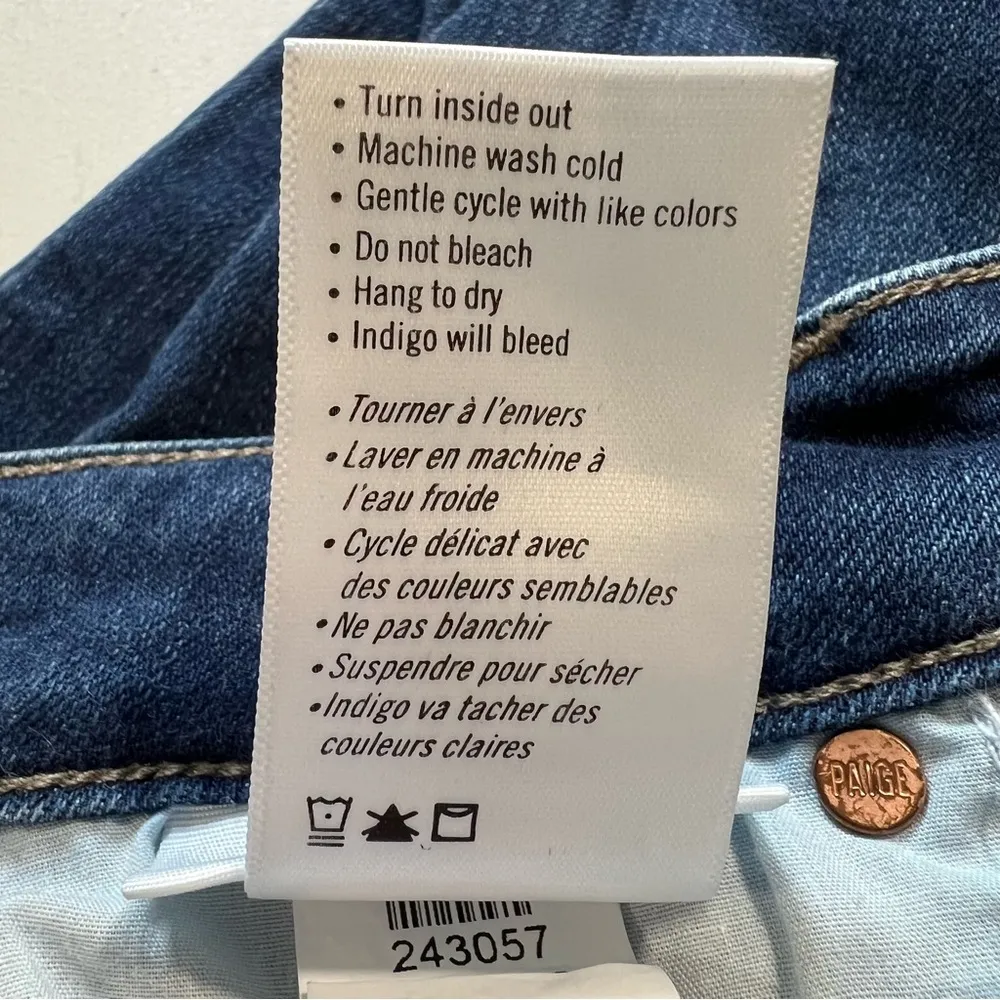 • Turn inside out
• Machine wash cold
• Gentle cycle with like colors
• Do not bleach
• Hang to dry
• Indigo will bleed
• Tourner à l'envers
• Laver en machine à
l'eau froide
• Cycle délicat avec
des couleurs semblables
• Ne pas blanchir
• Suspendre pour sécher
• Indigo va tacher des
couleurs claires
PAIGE
243057